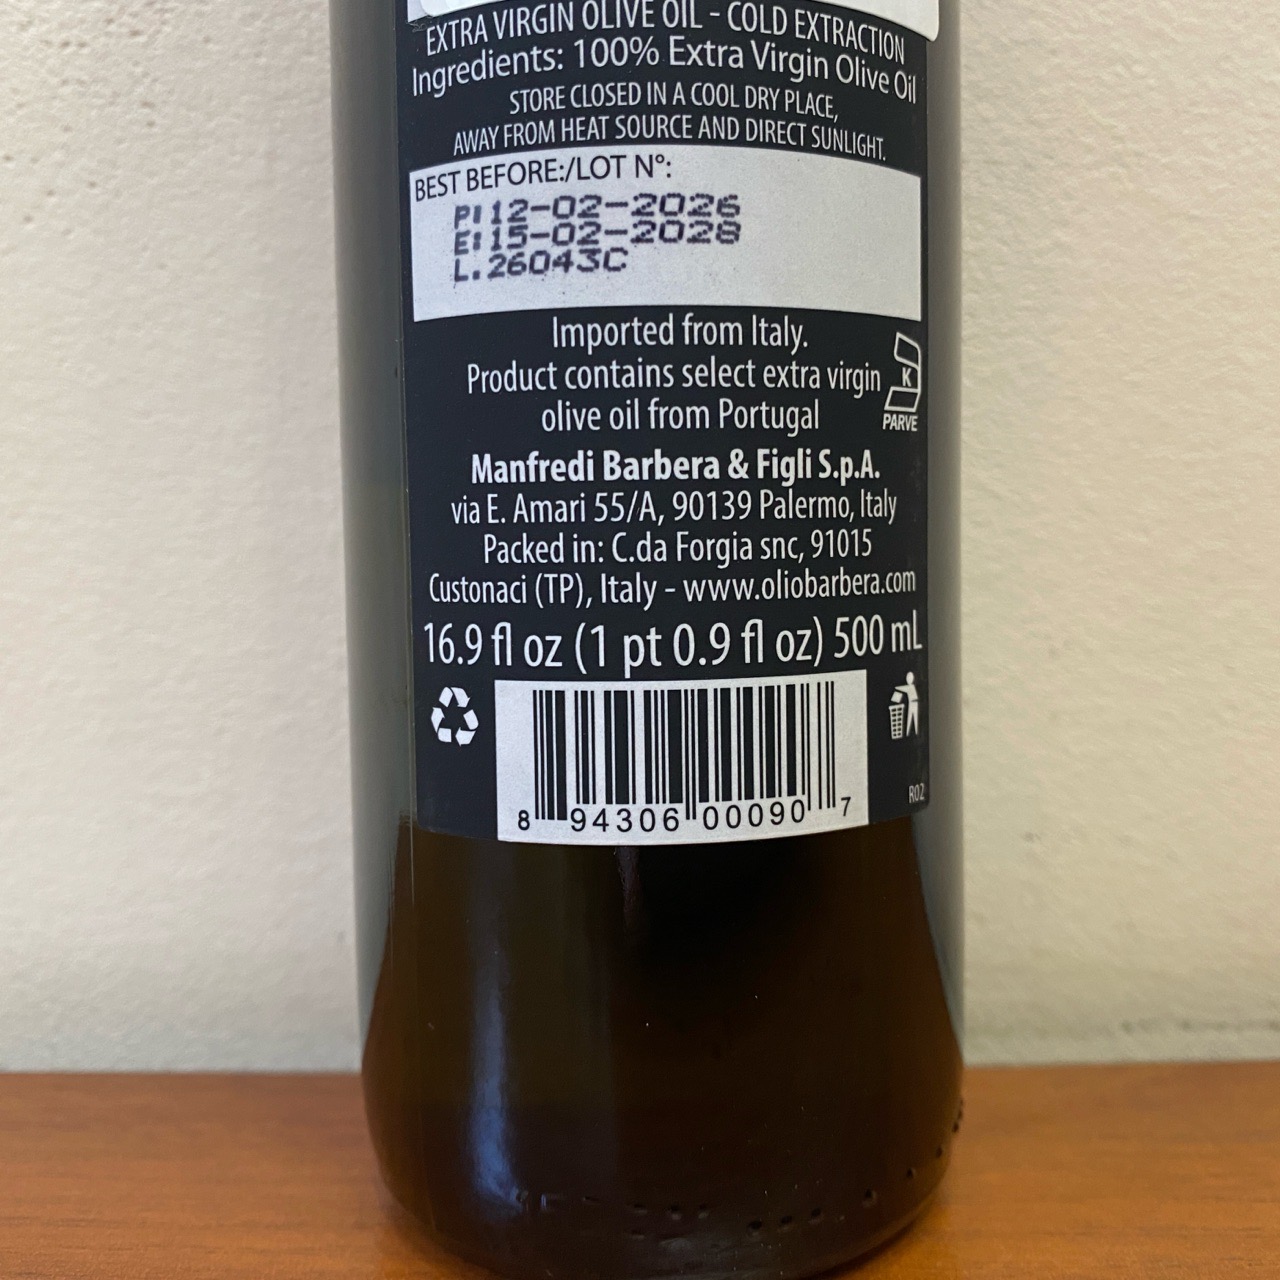 EXTRA VIRGIN OLIVE OIL - COLD EXTRACTION
Ingredients: 100% Extra Virgin Olive Oil
STORE CLOSED IN A COOL DRY PLACE,
AWAY FROM HEAT SOURCE AND DIRECT SUNLIGHT.
BEST BEFORE:/LOT N°:
P:12-02-2026
E:15-02-2028
L.26043C
Imported from Italy.
Product contains select extra virgin
olive oil from Portugal
K
PARVE
Manfredi Barbera & Figli S.p.A.
via E. Amari 55/A, 90139 Palermo, Italy
Packed in: C.da Forgia snc, 91015
Custonaci (TP), Italy - www.oliobarbera.com
16.9 fl oz (1 pt 0.9 fl oz) 500 mL
8 94306 00090 7
R02